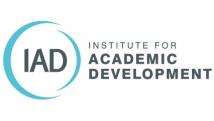 IAD
INSTITUTE FOR
ACADEMIC
DEVELOPMENT